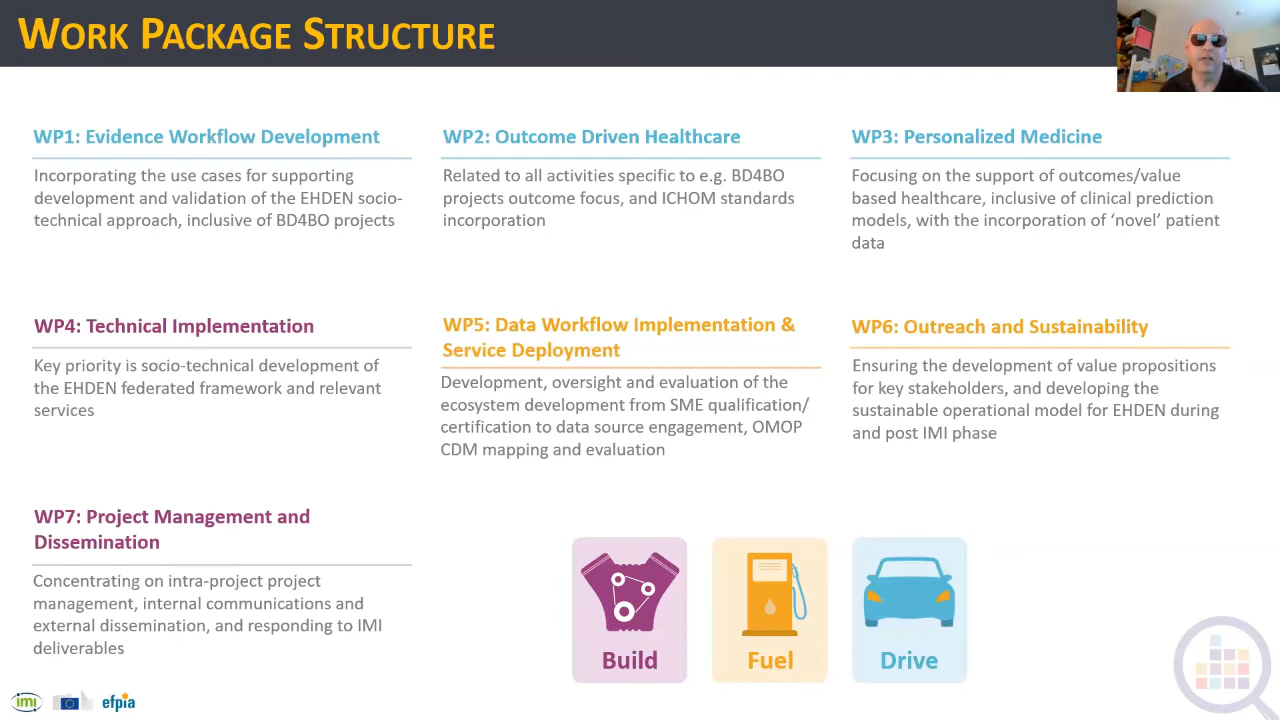 WORK PACKAGE STRUCTURE
WP1: Evidence Workflow Development
Incorporating the use cases for supporting
development and validation of the EHDEN socio-
technical approach, inclusive of BD4BO projects
WP2: Outcome Driven Healthcare
Related to all activities specific to e.g. BD4BO
projects outcome focus, and ICHOM standards
incorporation
WP3: Personalized Medicine
Focusing on the support of outcomes/value
based healthcare, inclusive of clinical prediction
models, with the incorporation of ‘novel’ patient
data
WP4: Technical Implementation
Key priority is socio-technical development of
the EHDEN federated framework and relevant
services
WP5: Data Workflow Implementation &
Service Deployment
Development, oversight and evaluation of the
ecosystem development from SME qualification/
certification to data source engagement, OMOP
CDM mapping and evaluation
WP6: Outreach and Sustainability
Ensuring the development of value propositions
for key stakeholders, and developing the
sustainable operational model for EHDEN during
and post IMI phase
WP7: Project Management and
Dissemination
Concentrating on intra-project project
management, internal communications and
external dissemination, and responding to IMI
deliverables
Build
Fuel
Drive
imi
efpia